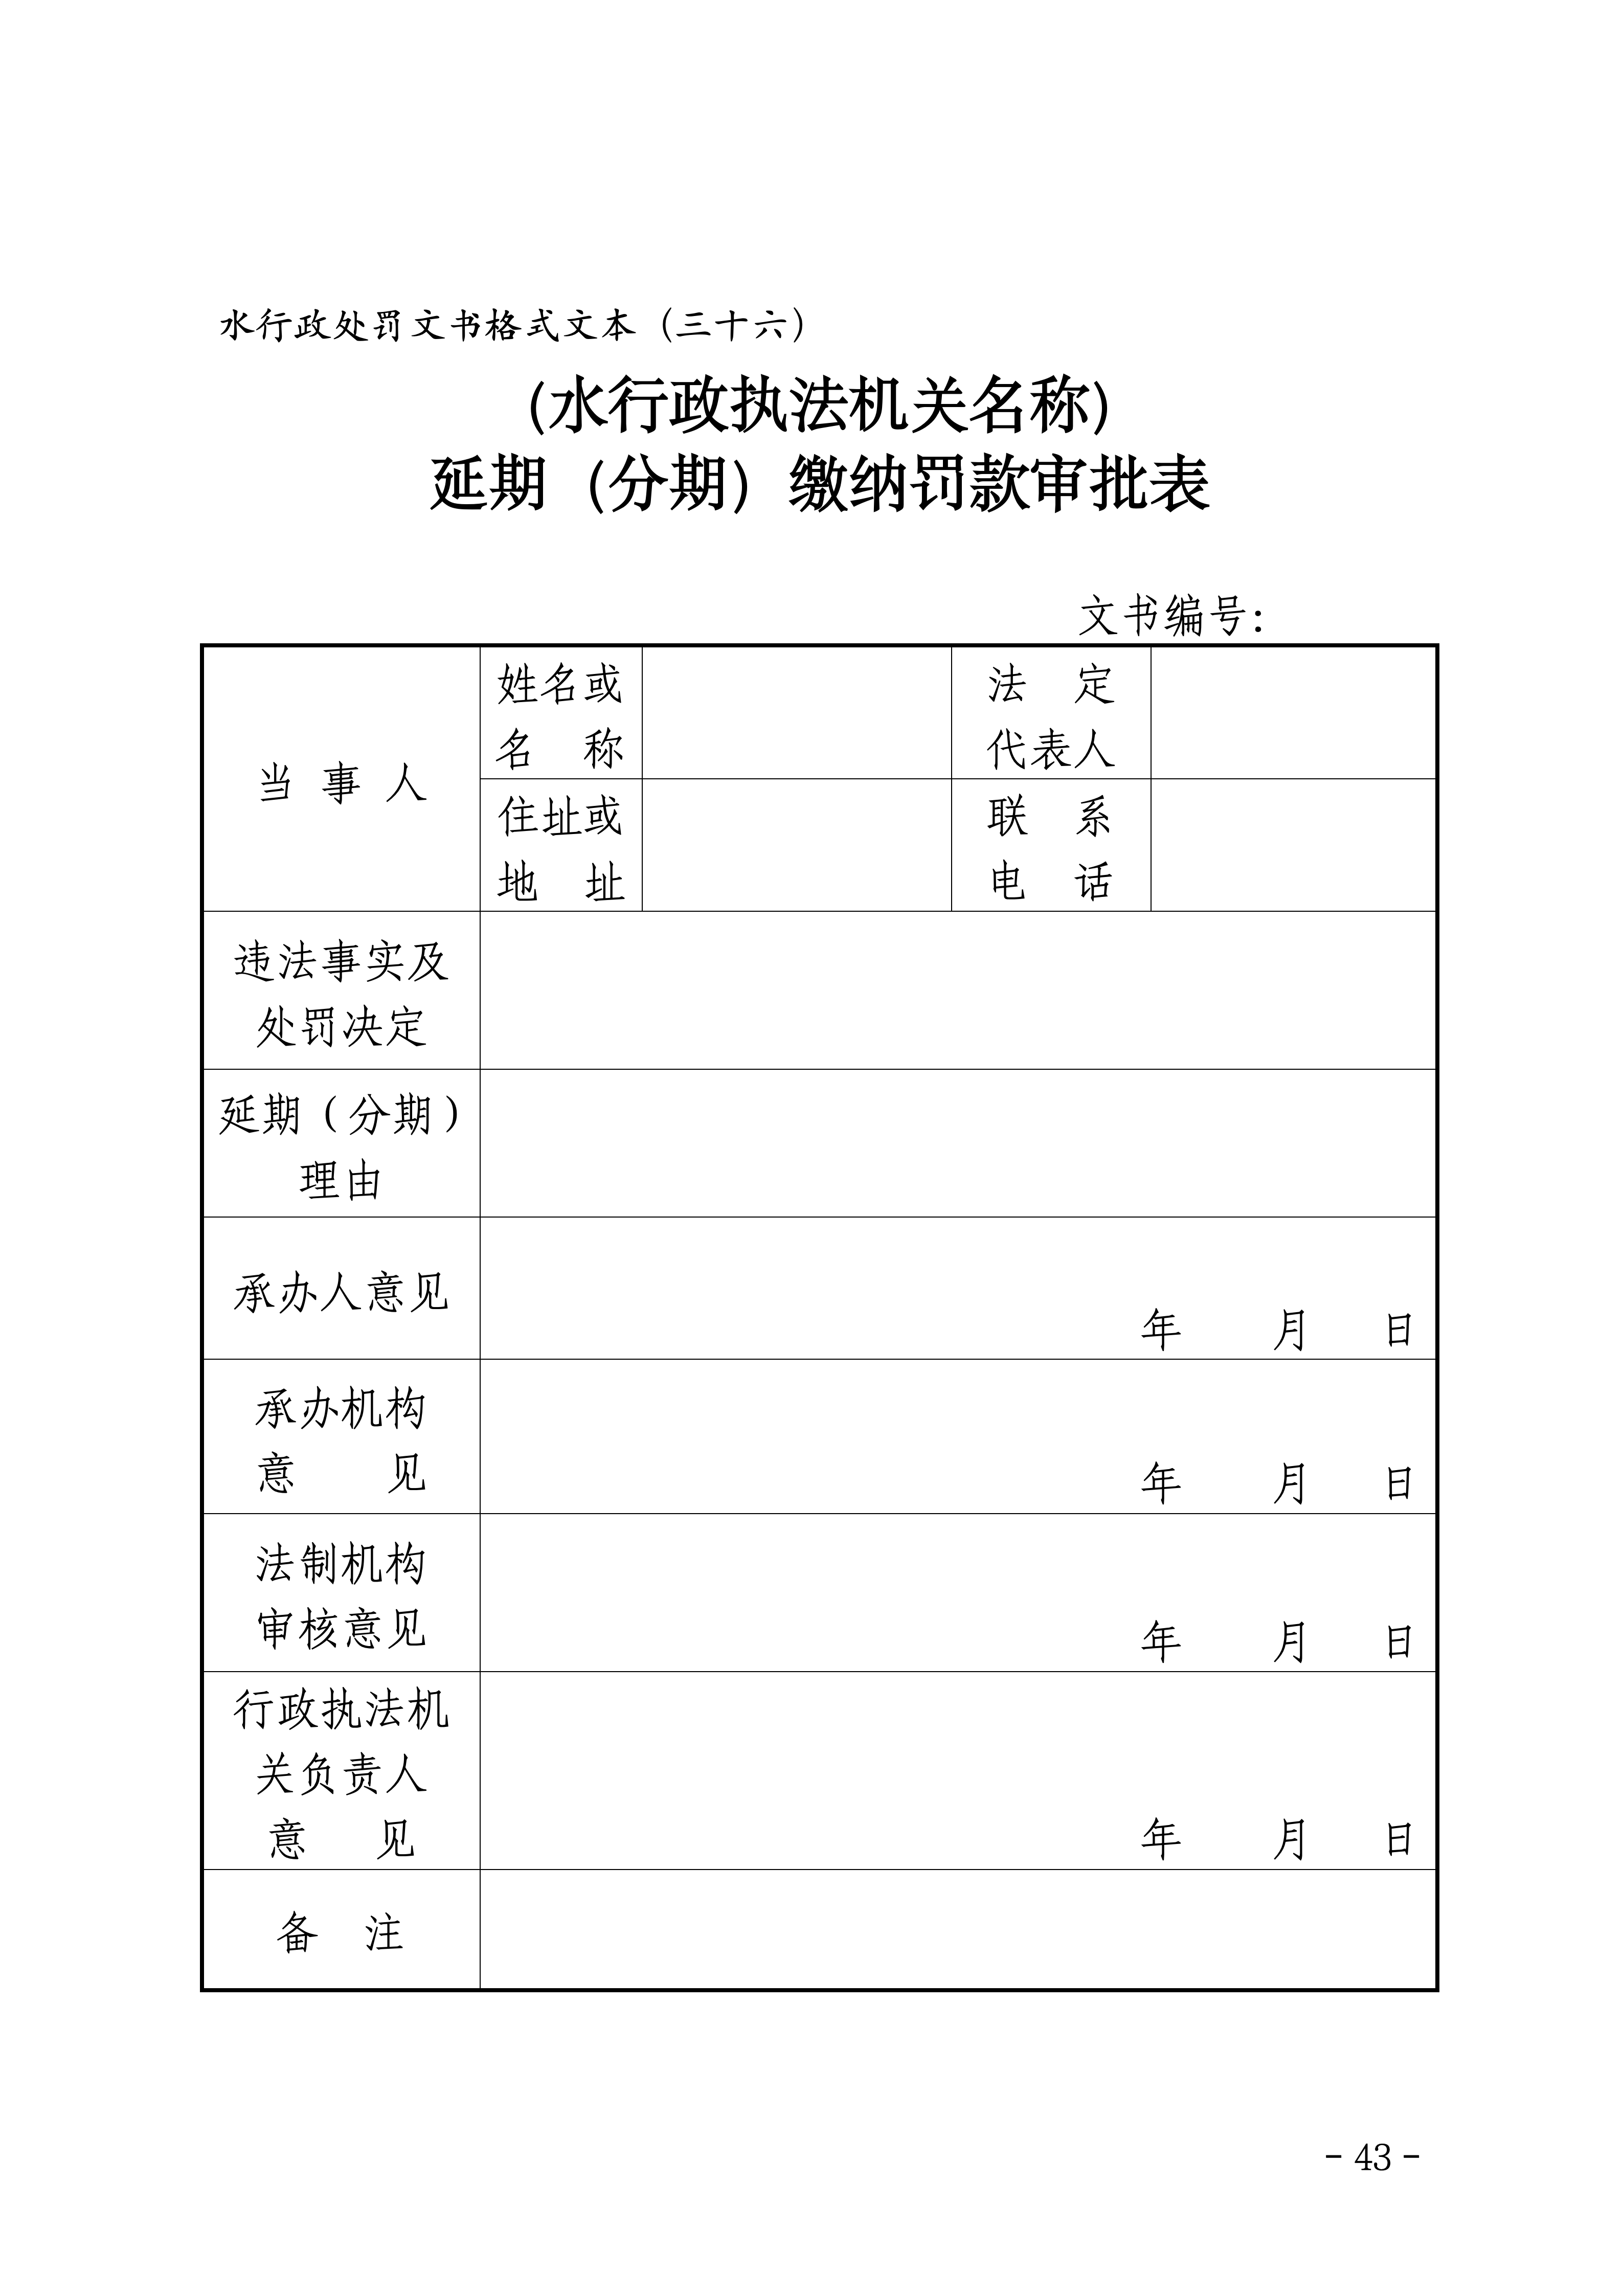 水行政处罚文书格式文本（三十六）
（水行政执法机关名称）
延期（分期）缴纳罚款审批表
文书编号：
当 事 人
姓名或
名　称
法　定
代表人
住址或
地　址
联　系
电　话
违法事实及
处罚决定
延期（分期）
理由
承办人意见
年　　月　　日
承办机构
意　　见
年　　月　　日
法制机构
审核意见
年　　月　　日
行政执法机
关负责人
意　　见
年　　月　　日
备　注
- 43 -